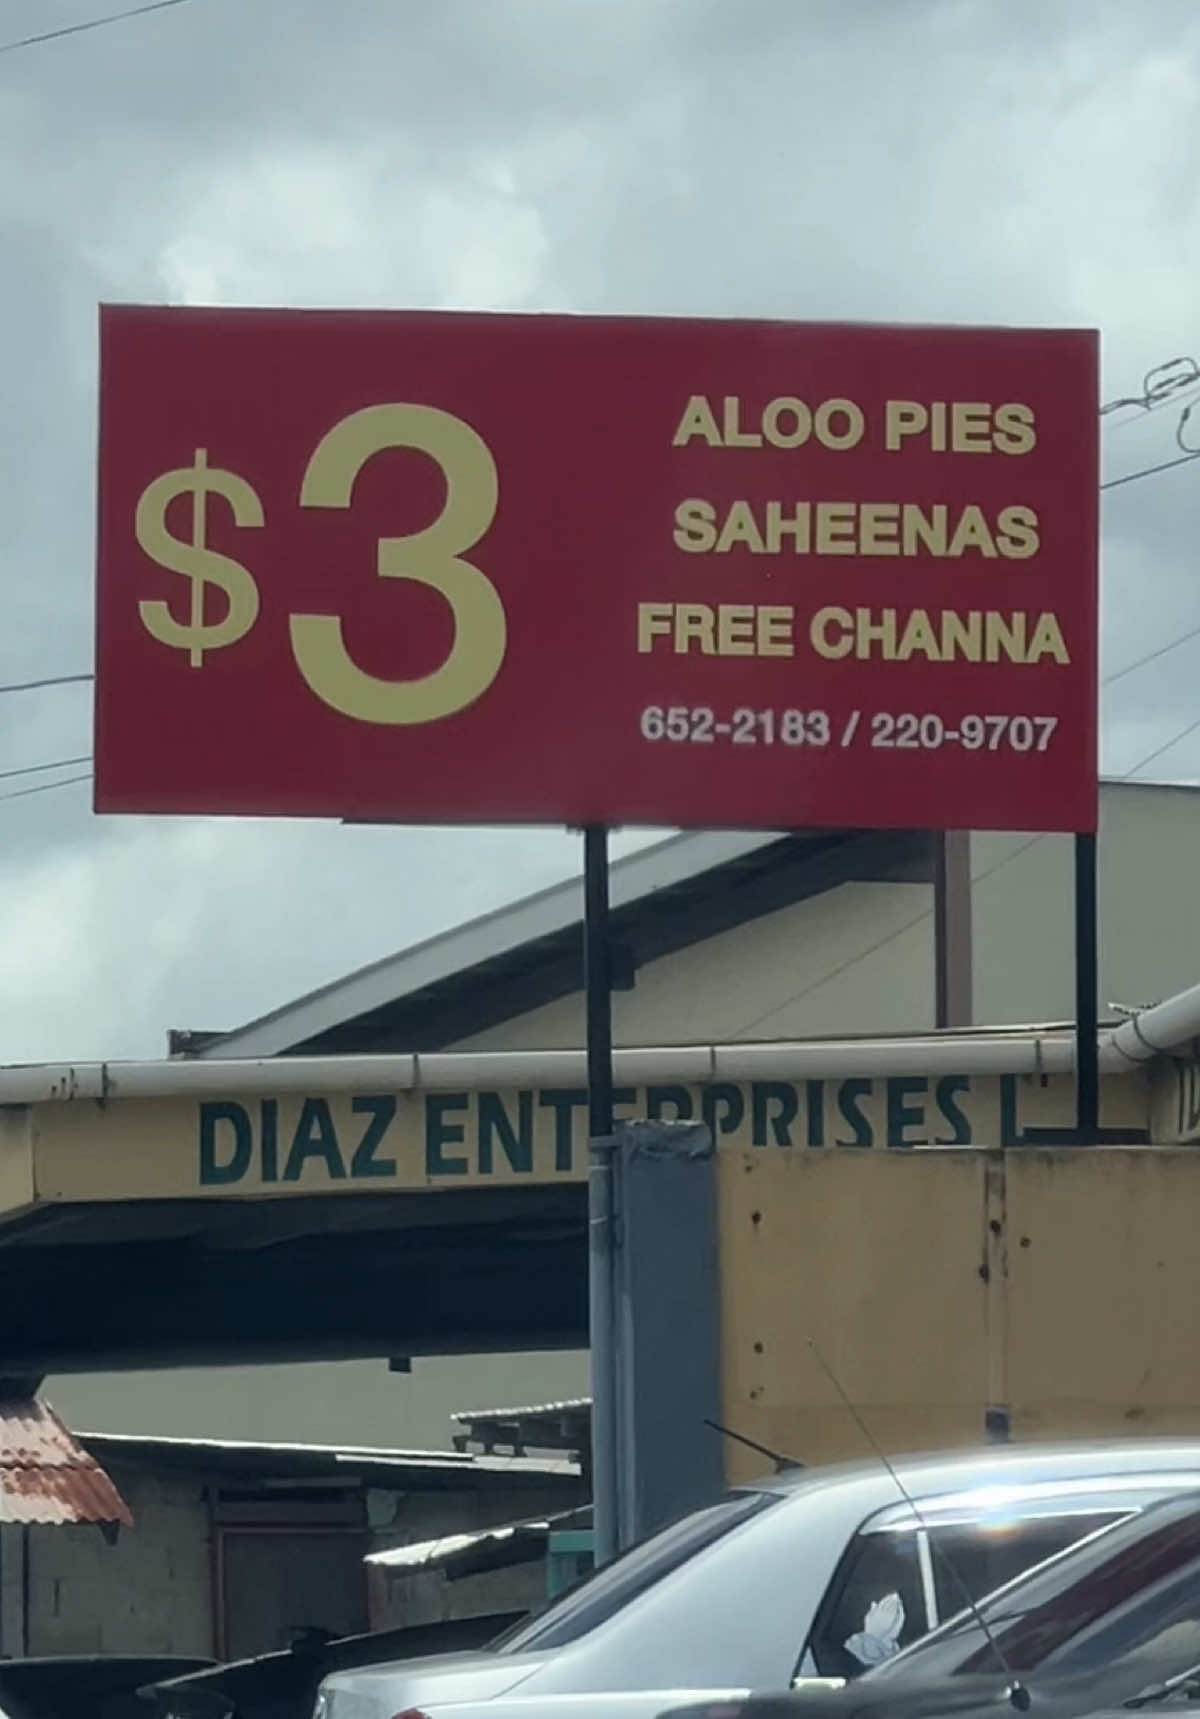 $3
ALOO PIES
SAHEENAS
FREE CHANNA
652-2183 / 220-9707
DIAZ ENTERPRISES